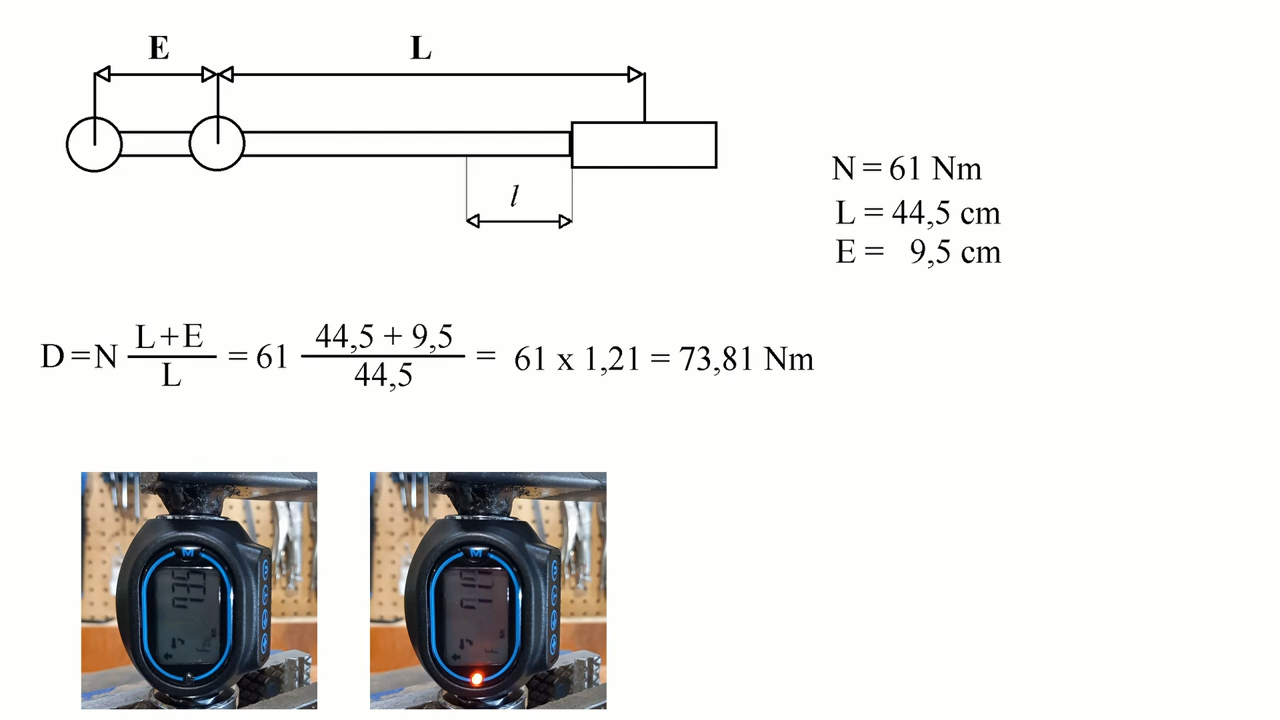 E L
l
N = 61 Nm
L = 44,5 cm
E = 9,5 cm
D = N L+E / L = 61 44,5 + 9,5 / 44,5 = 61 x 1,21 = 73,81 Nm
M M